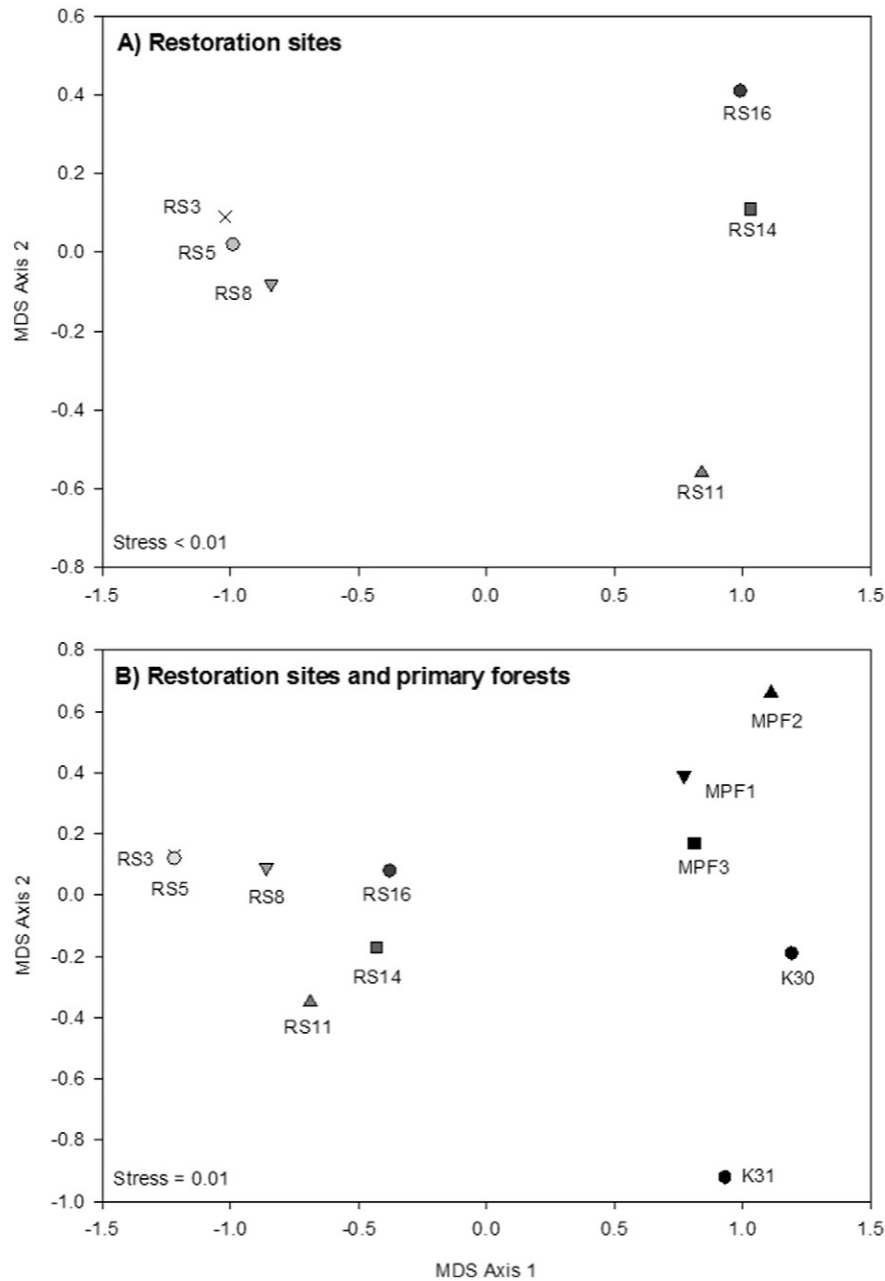 A) Restoration sites
0.6
0.4
0.2
0.0
-0.2
-0.4
-0.6
-0.8
MDS Axis 2
RS16
RS3
RS14
RS5
RS8
RS11
Stress < 0.01
-1.5 -1.0 -0.5 0.0 0.5 1.0 1.5
B) Restoration sites and primary forests
0.8
0.6
0.4
0.2
0.0
-0.2
-0.4
-0.6
-0.8
-1.0
MDS Axis 2
MPF2
MPF1
RS3
MPF3
RS5
RS8
RS16
RS14
K30
RS11
K31
Stress = 0.01
-1.5 -1.0 -0.5 0.0 0.5 1.0 1.5
MDS Axis 1